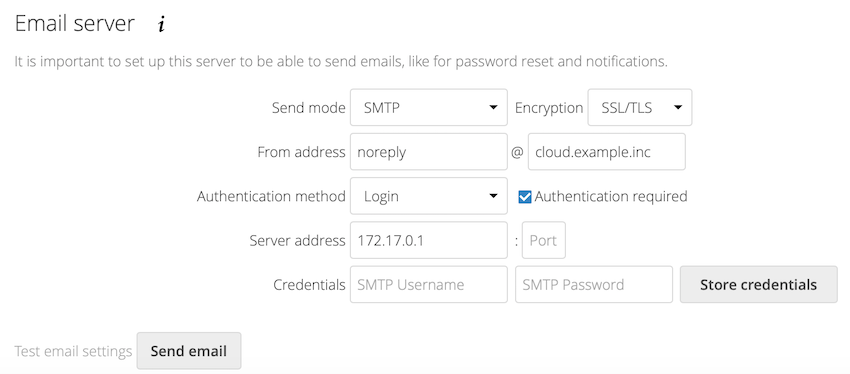 Email server i
It is important to set up this server to be able to send emails, like for password reset and notifications.
Send mode SMTP Encryption SSL/TLS
From address noreply @ cloud.example.inc
Authentication method Login Authentication required
Server address 172.17.0.1 : Port
Credentials SMTP Username SMTP Password Store credentials
Test email settings Send email